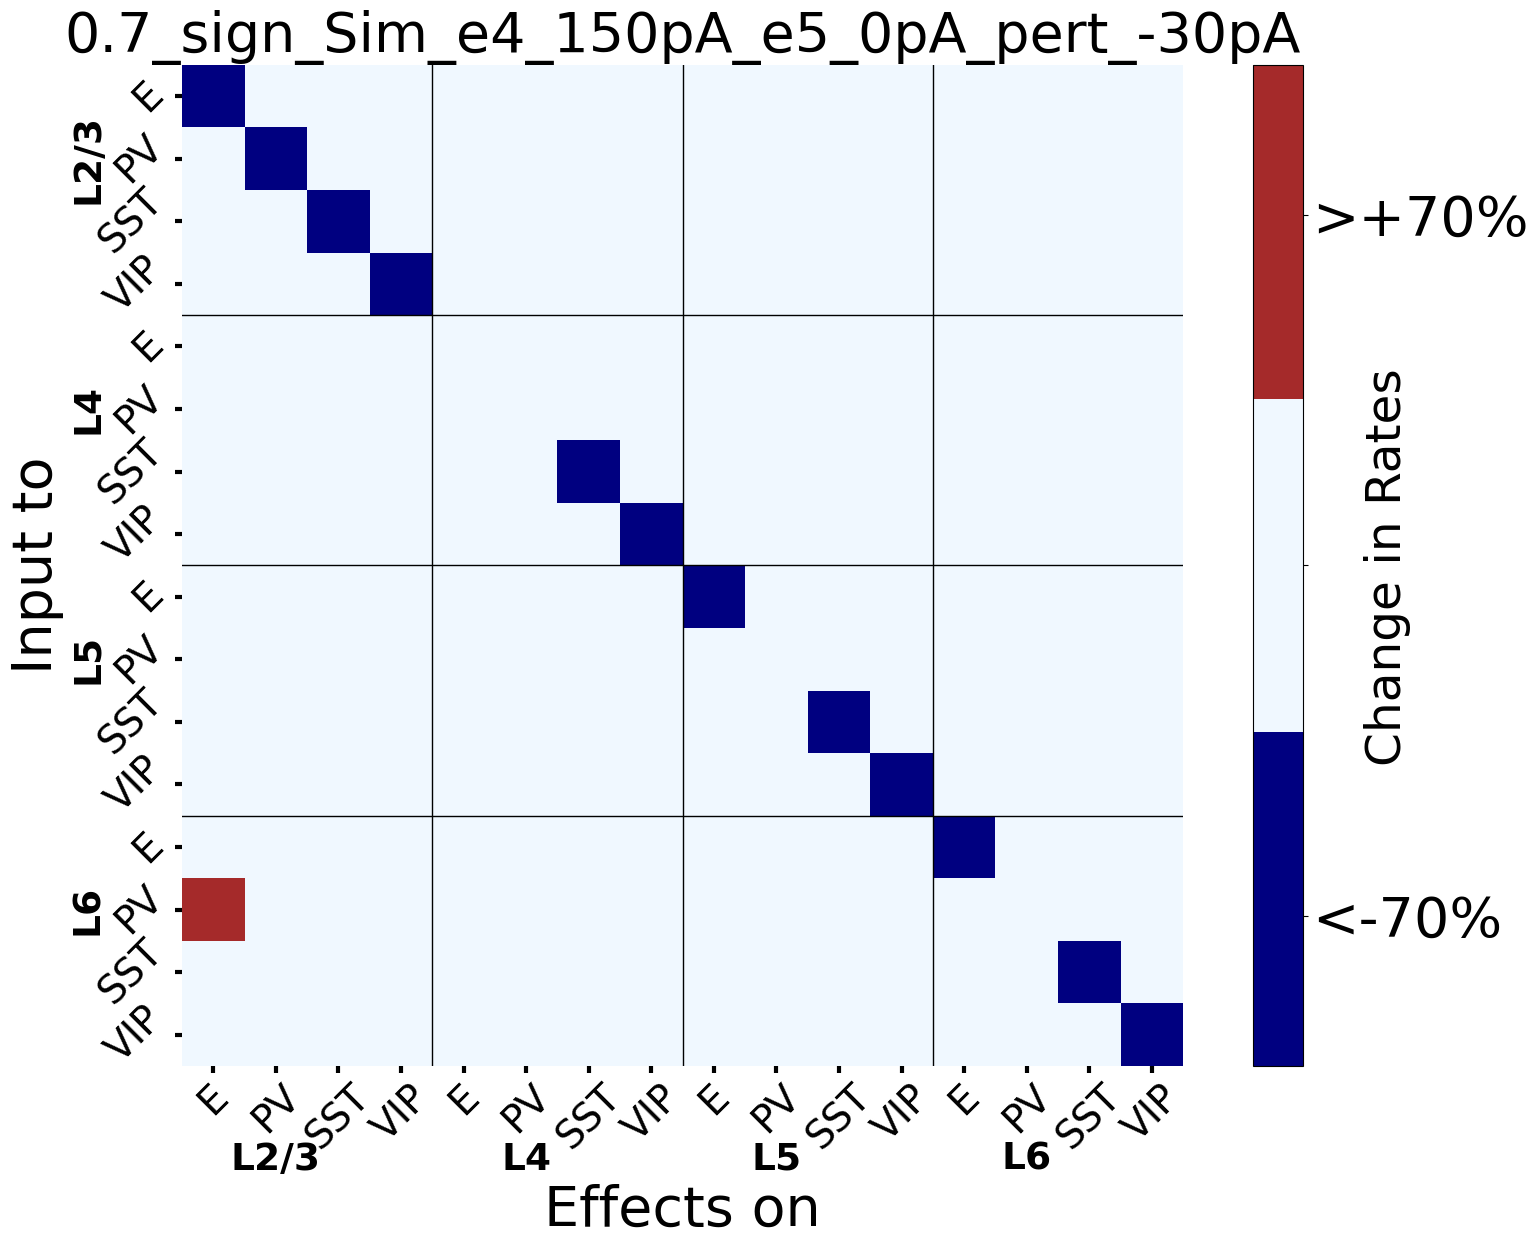 0.7_sign_Sim_e4_150pA_e5_0pA_pert_-30pA
Input to
L2/3
E
PV
SST
VIP
L4
E
PV
SST
VIP
L5
E
PV
SST
VIP
L6
E
PV
SST
VIP
E PV SST VIP E PV SST VIP E PV SST VIP E PV SST VIP
L2/3 L4 L5 L6
Effects on
>+70%
<-70%
Change in Rates